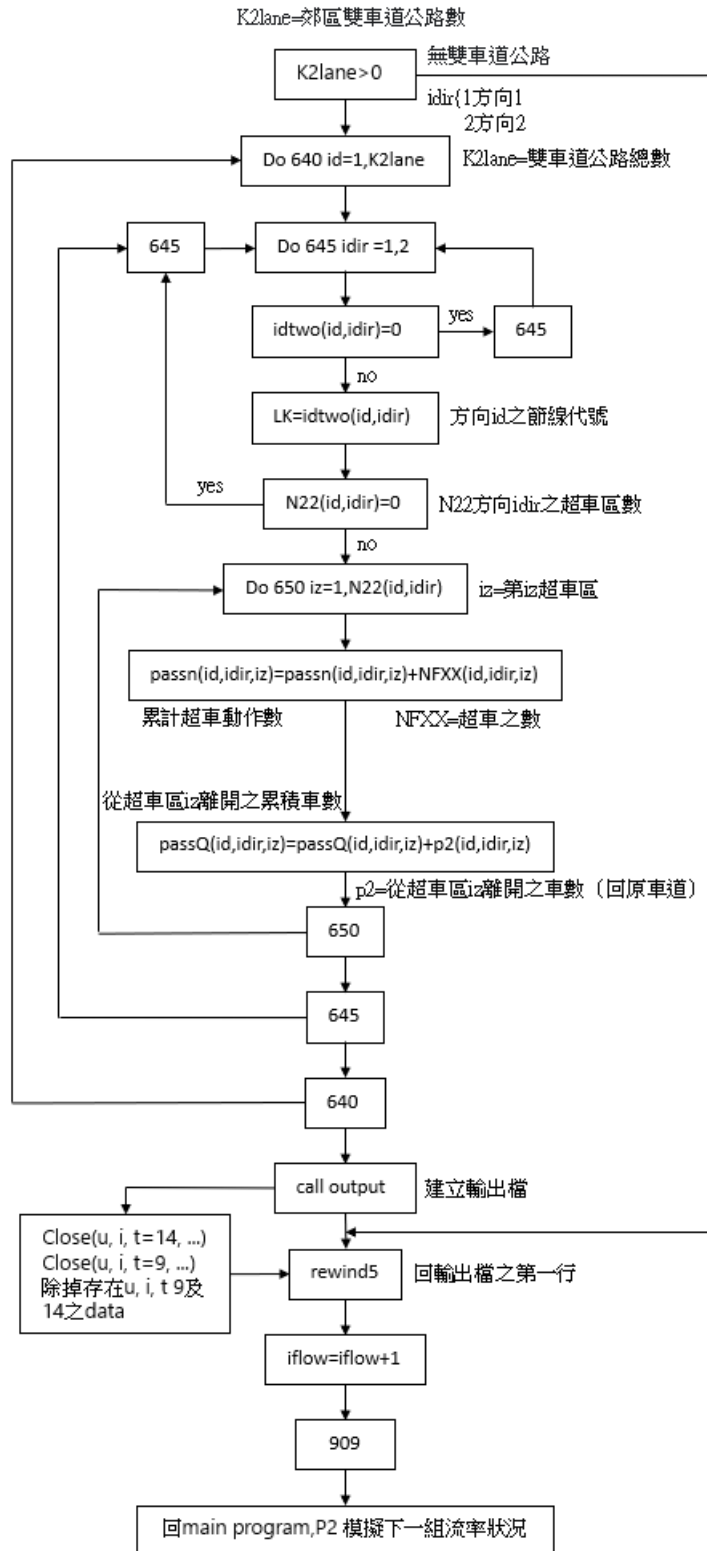 K2lane=郊區雙車道公路數
K2lane>0
無雙車道公路
idir{1方向1
2方向2
Do 640 id=1,K2lane
K2lane=雙車道公路總數
645
Do 645 idir =1,2
idtwo(id,idir)=0
yes
645
no
LK=idtwo(id,idir)
方向id之節線代號
yes
N22(id,idir)=0
N22方向idir之超車區數
no
Do 650 iz=1,N22(id,idir)
iz=第iz超車區
passn(id,idir,iz)=passn(id,idir,iz)+NFXX(id,idir,iz)
累計超車動作數
NFXX=超車之數
從超車區iz離開之累積車數
passQ(id,idir,iz)=passQ(id,idir,iz)+p2(id,idir,iz)
p2=從超車區iz離開之車數（回原車道）
650
645
640
call output
建立輸出檔
Close(u, i, t=14, ...)
Close(u, i, t=9, ...)
除掉存在u, i, t 9及
14之data
rewind5
回輸出檔之第一行
iflow=iflow+1
909
回main program,P2 模擬下一組流率狀況